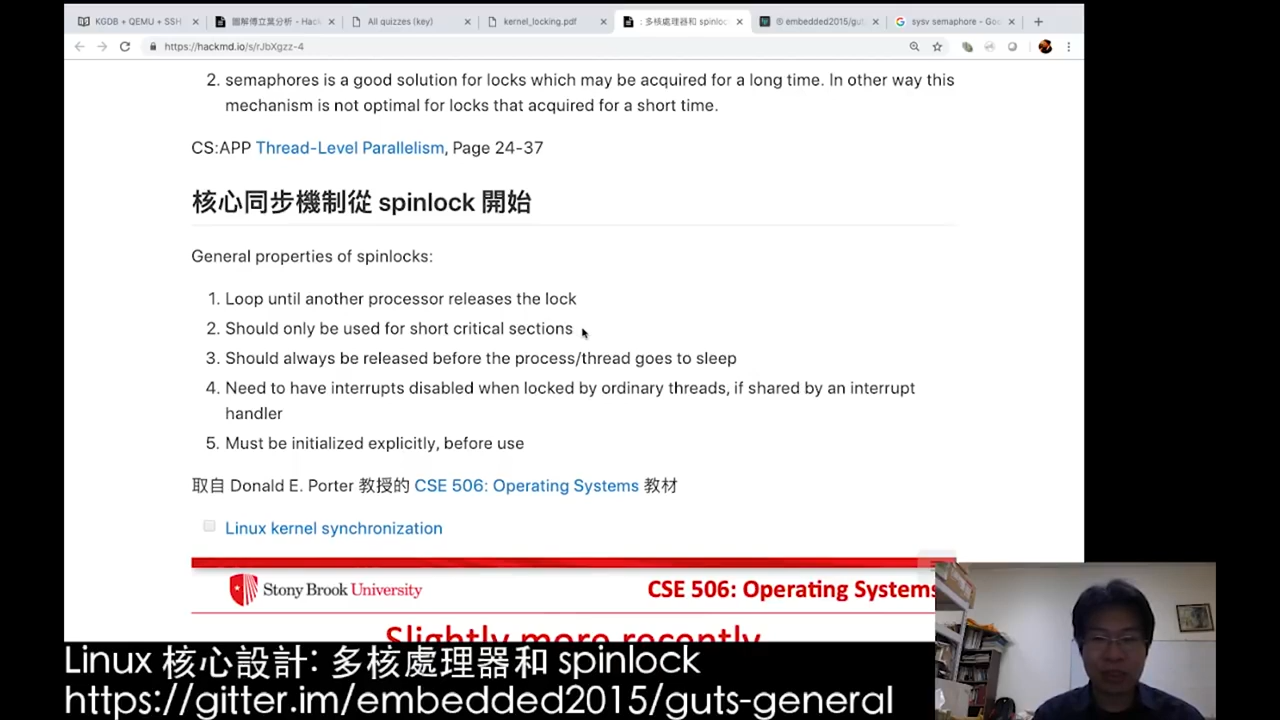 KGDB + QEMU + SSH
圖解傅立葉分析 - Hack
All quizzes (key)
kernel_locking.pdf
: 多核處理器和 spinloc
® embedded2015/gut
sysv semaphore - Goo
https://hackmd.io/s/rJbXgzz-4
2. semaphores is a good solution for locks which may be acquired for a long time. In other way this
mechanism is not optimal for locks that acquired for a short time.
CS:APP Thread-Level Parallelism, Page 24-37
核心同步機制從 spinlock 開始
General properties of spinlocks:
1. Loop until another processor releases the lock
2. Should only be used for short critical sections
3. Should always be released before the process/thread goes to sleep
4. Need to have interrupts disabled when locked by ordinary threads, if shared by an interrupt
handler
5. Must be initialized explicitly, before use
取自 Donald E. Porter 教授的 CSE 506: Operating Systems 教材
Linux kernel synchronization
Stony Brook University
CSE 506: Operating Systems
Slightly more recently
Linux 核心設計: 多核處理器和 spinlock
https://gitter.im/embedded2015/guts-general